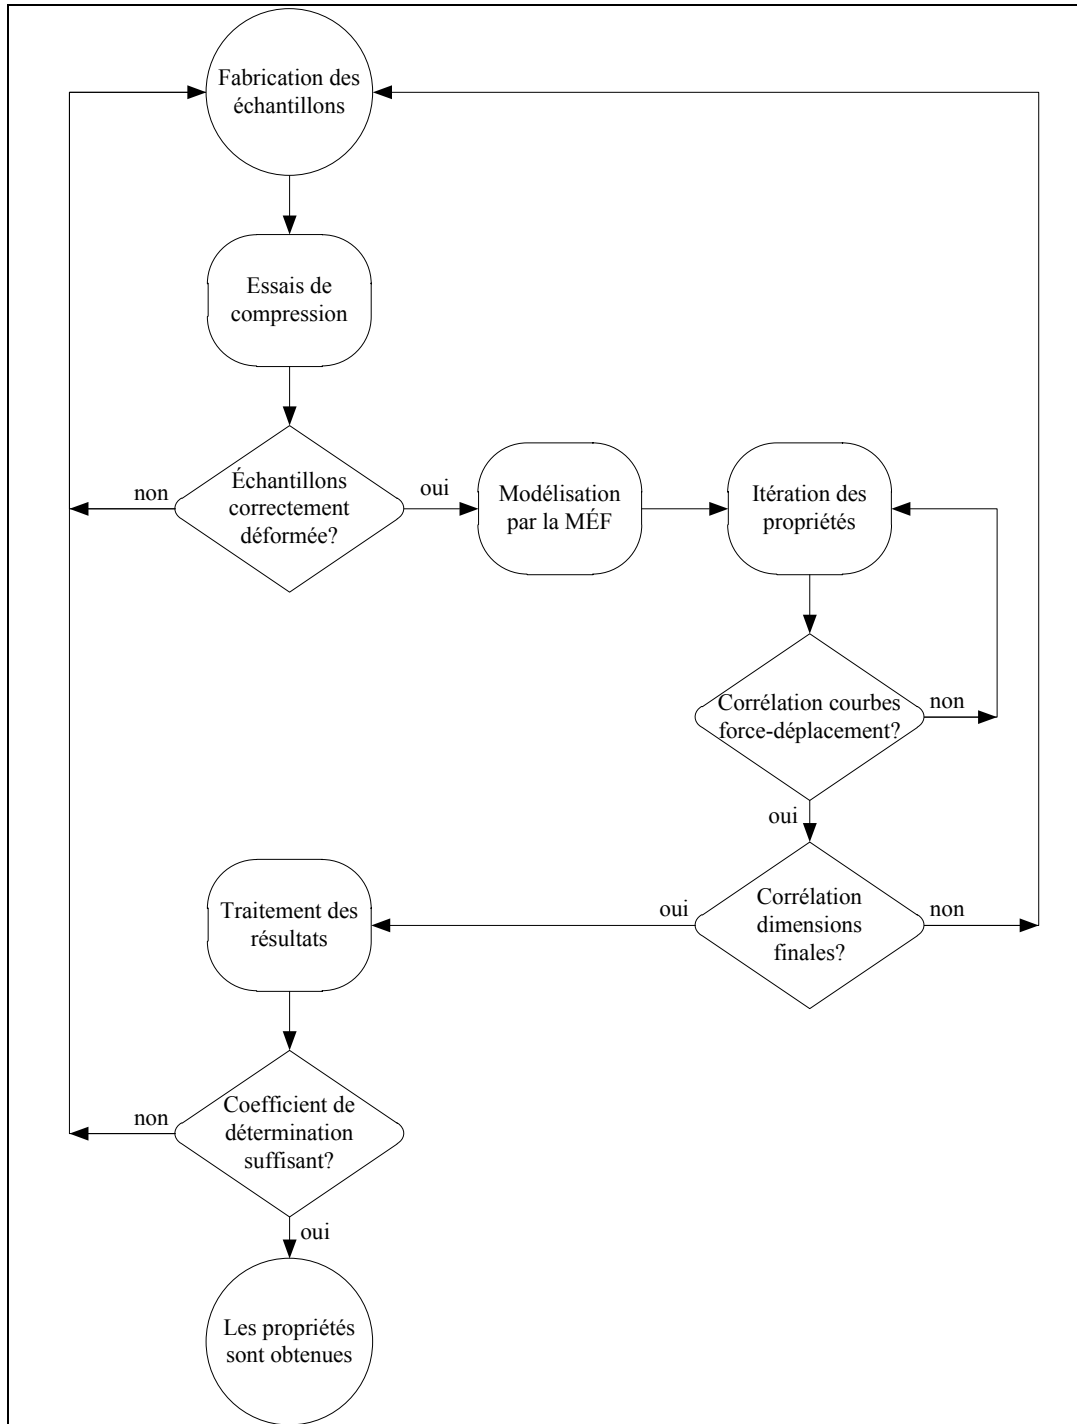 Fabrication des
échantillons
Essais de
compression
Échantillons
correctement
déformée?
non
oui
Modélisation
par la MÉF
Itération des
propriétés
Corrélation courbes
force-déplacement?
non
oui
Corrélation
dimensions
finales?
oui
non
Traitement des
résultats
Coefficient de
détermination
suffisant?
non
oui
Les propriétés
sont obtenues